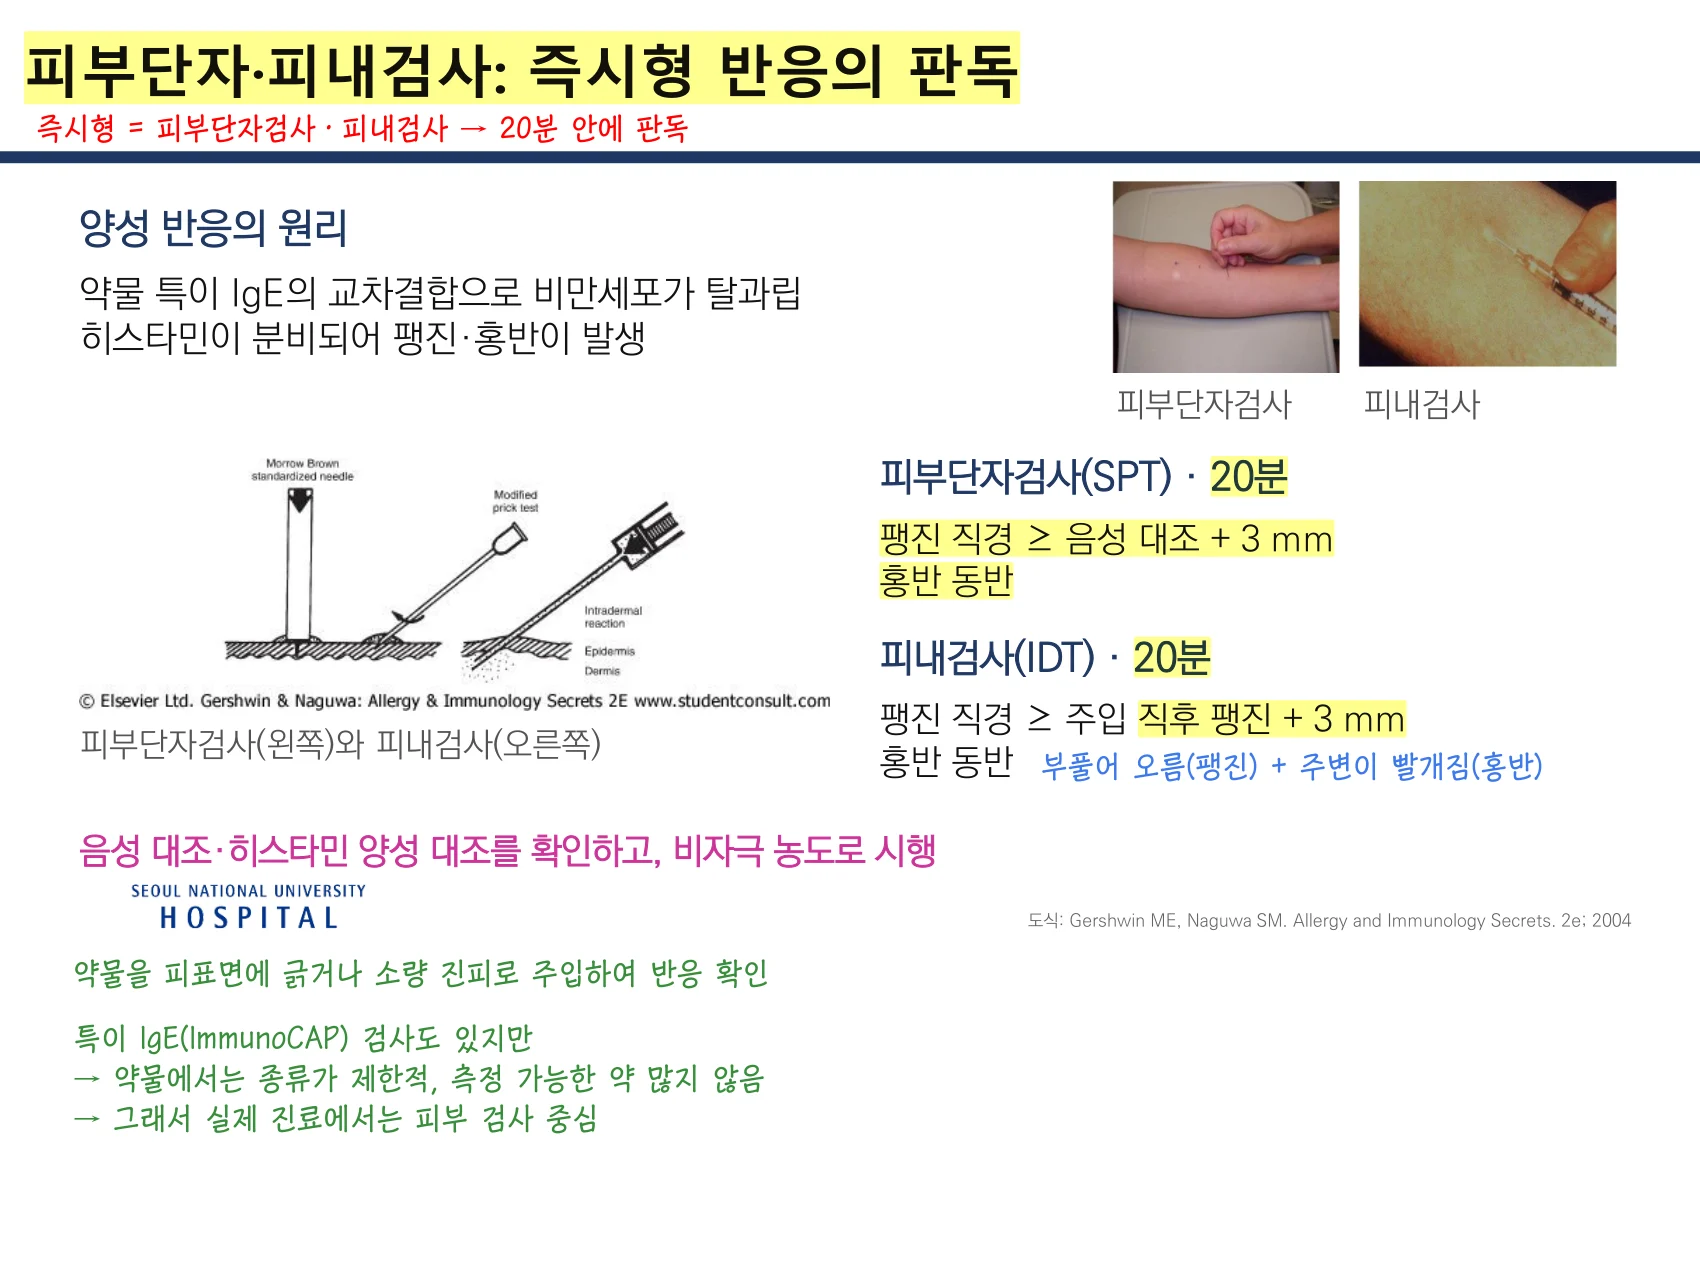 피부단자·피내검사: 즉시형 반응의 판독
즉시형 = 피부단자검사 · 피내검사 → 20분 안에 판독
양성 반응의 원리
약물 특이 IgE의 교차결합으로 비만세포가 탈과립
히스타민이 분비되어 팽진·홍반이 발생
피부단자검사
피내검사
Morrow Brown
standardized needle
Modified
prick test
Intradermal
reaction
Epidermis
Dermis
© Elsevier Ltd. Gershwin & Naguwa: Allergy & Immunology Secrets 2E www.studentconsult.com
피부단자검사(왼쪽)와 피내검사(오른쪽)
피부단자검사(SPT) · 20분
팽진 직경 ≥ 음성 대조 + 3 mm
홍반 동반
피내검사(IDT) · 20분
팽진 직경 ≥ 주입 직후 팽진 + 3 mm
홍반 동반 부풀어 오름(팽진) + 주변이 빨개짐(홍반)
음성 대조·히스타민 양성 대조를 확인하고, 비자극 농도로 시행
SEOUL NATIONAL UNIVERSITY
HOSPITAL
도식: Gershwin ME, Naguwa SM. Allergy and Immunology Secrets. 2e; 2004
약물을 피표면에 긁거나 소량 진피로 주입하여 반응 확인
특이 IgE(ImmunoCAP) 검사도 있지만
→ 약물에서는 종류가 제한적, 측정 가능한 약 많지 않음
→ 그래서 실제 진료에서는 피부 검사 중심